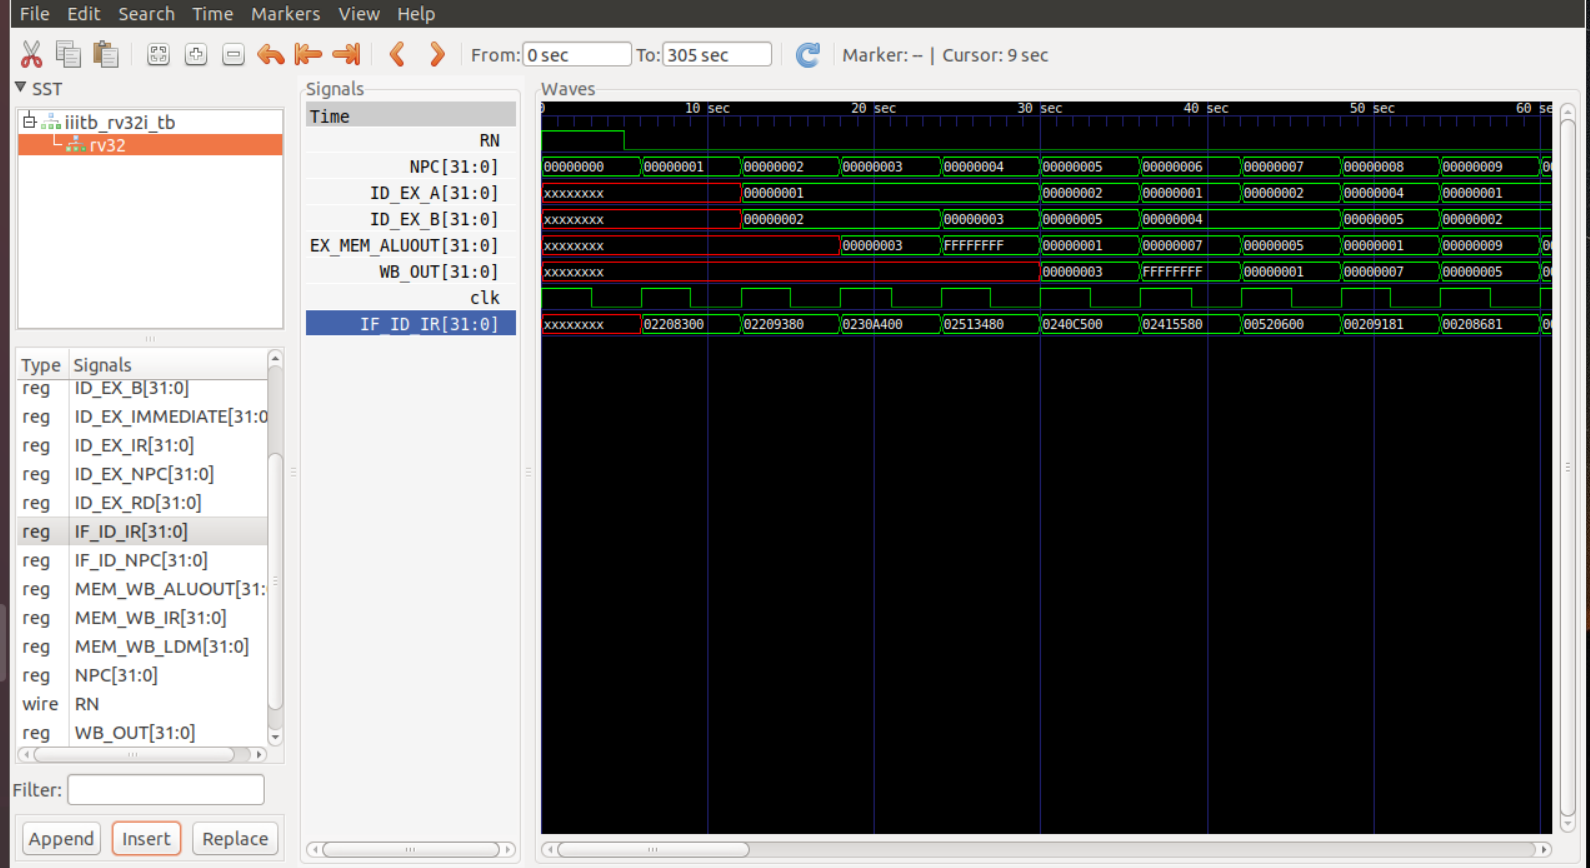 File Edit Search Time Markers View Help
From: 0 sec To: 305 sec Marker: -- | Cursor: 9 sec
SST
iiitb_rv32i_tb
rv32
Type Signals
reg ID_EX_B[31:0]
reg ID_EX_IMMEDIATE[31:0
reg ID_EX_IR[31:0]
reg ID_EX_NPC[31:0]
reg ID_EX_RD[31:0]
reg IF_ID_IR[31:0]
reg IF_ID_NPC[31:0]
reg MEM_WB_ALUOUT[31:
reg MEM_WB_IR[31:0]
reg MEM_WB_LDM[31:0]
reg NPC[31:0]
wire RN
reg WB_OUT[31:0]
Filter:
Append Insert Replace
Signals
Time
RN
NPC[31:0]
ID_EX_A[31:0]
ID_EX_B[31:0]
EX_MEM_ALUOUT[31:0]
WB_OUT[31:0]
clk
IF_ID_IR[31:0]
Waves
0 10 sec 20 sec 30 sec 40 sec 50 sec 60 se
00000000 00000001 00000002 00000003 00000004 00000005 00000006 00000007 00000008 00000009 00
xxxxxxxx 00000001 00000002 00000001 00000002 00000004 00000001
xxxxxxxx 00000002 00000003 00000005 00000004 00000005 00000002
xxxxxxxx 00000003 FFFFFFFF 00000001 00000007 00000005 00000001 00000009 00
xxxxxxxx 00000003 FFFFFFFF 00000001 00000007 00000005 00
xxxxxxxx 02208300 02209380 0230A400 02513480 0240C500 02415580 00520600 00209181 00208681 00